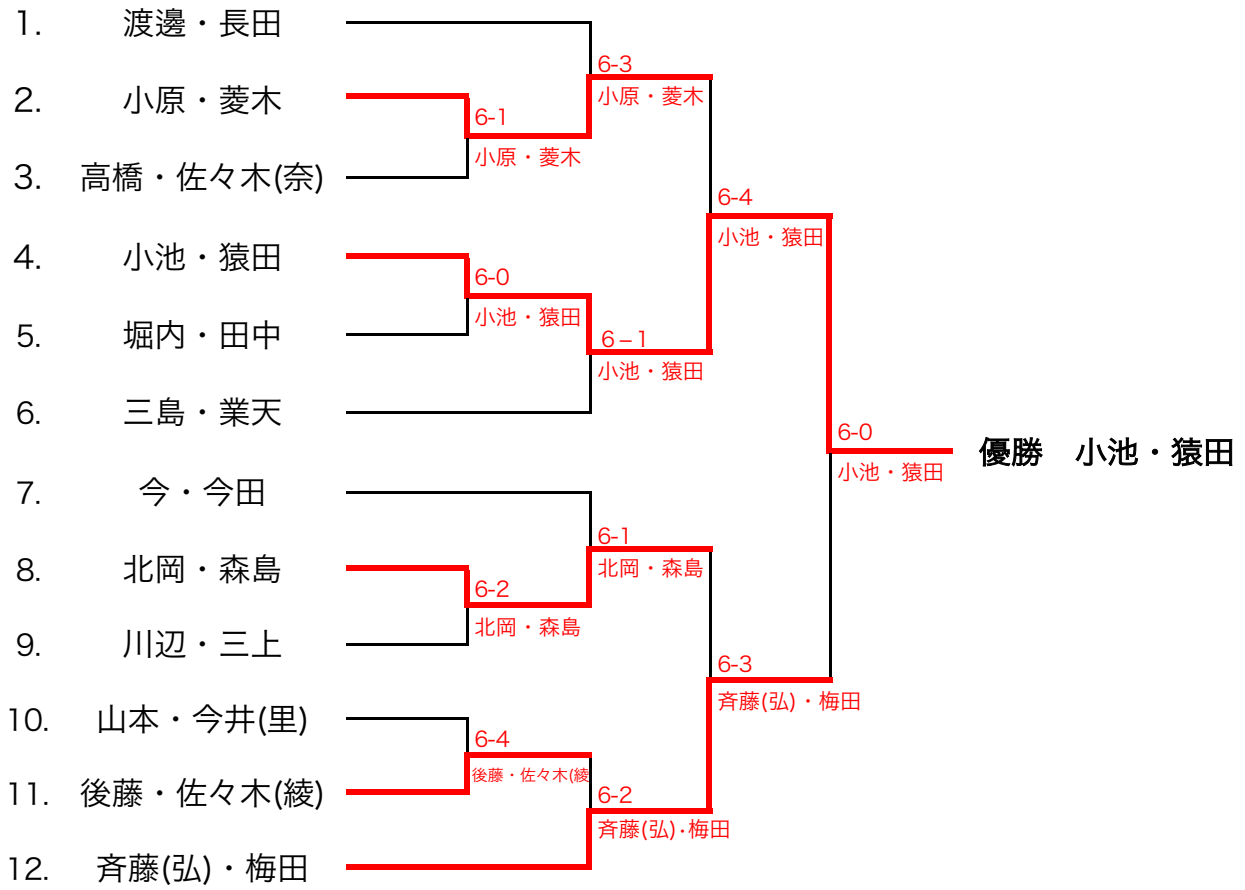 1. 渡邊・長田
6-3
2. 小原・菱木
小原・菱木
6-1
小原・菱木
3. 高橋・佐々木(奈)
6-4
小池・猿田
4. 小池・猿田
6-0
小池・猿田
5. 堀内・田中
6−1
小池・猿田
6. 三島・業天
6-0
優勝 小池・猿田
小池・猿田
7. 今・今田
6-1
8. 北岡・森島
北岡・森島
6-2
北岡・森島
9. 川辺・三上
6-3
斉藤(弘)・梅田
10. 山本・今井(里)
6-4
後藤・佐々木(綾
11. 後藤・佐々木(綾)
6-2
斉藤(弘)・梅田
12. 斉藤(弘)・梅田